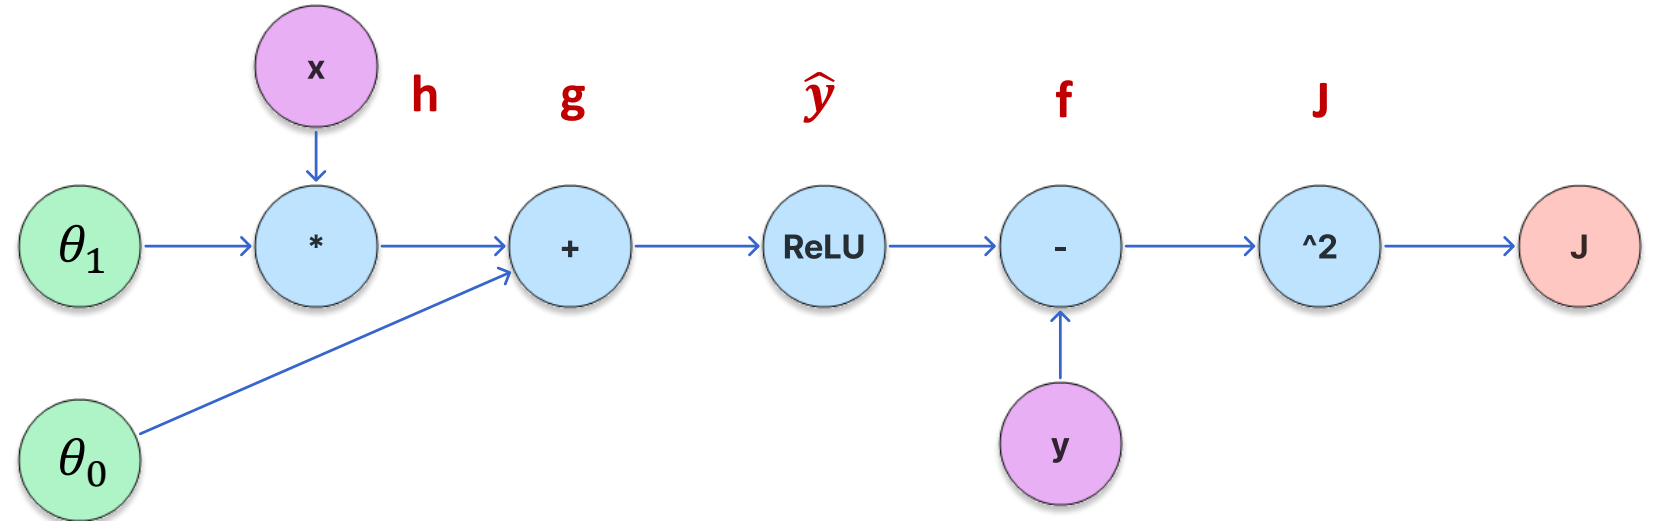 x
h g ŷ f J
θ₁ * + ReLU - ^2 J
θ₀ y